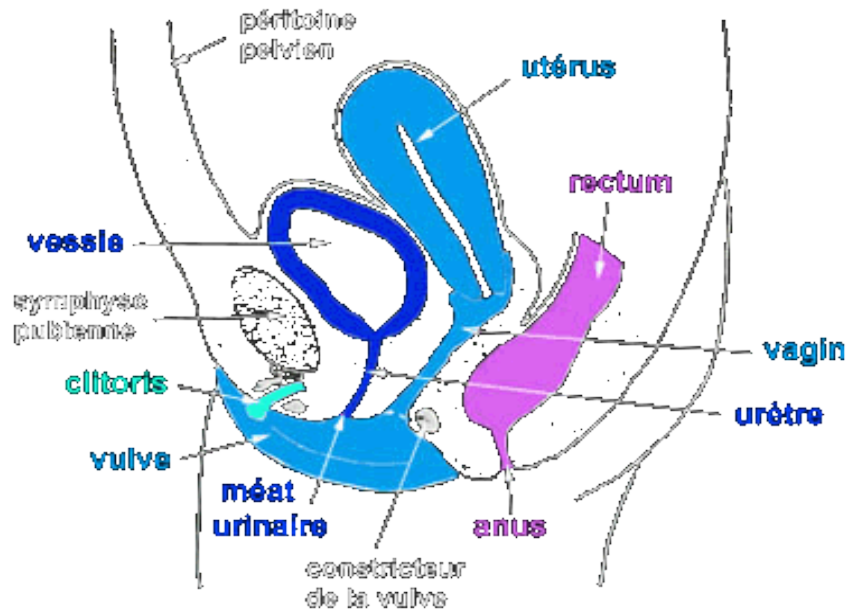 péritoine
pelvien
utérus
rectum
vessie
symphyse
pubienne
vagin
clitoris
urètre
vulve
méat
urinaire
anus
constricteur
de la vulve